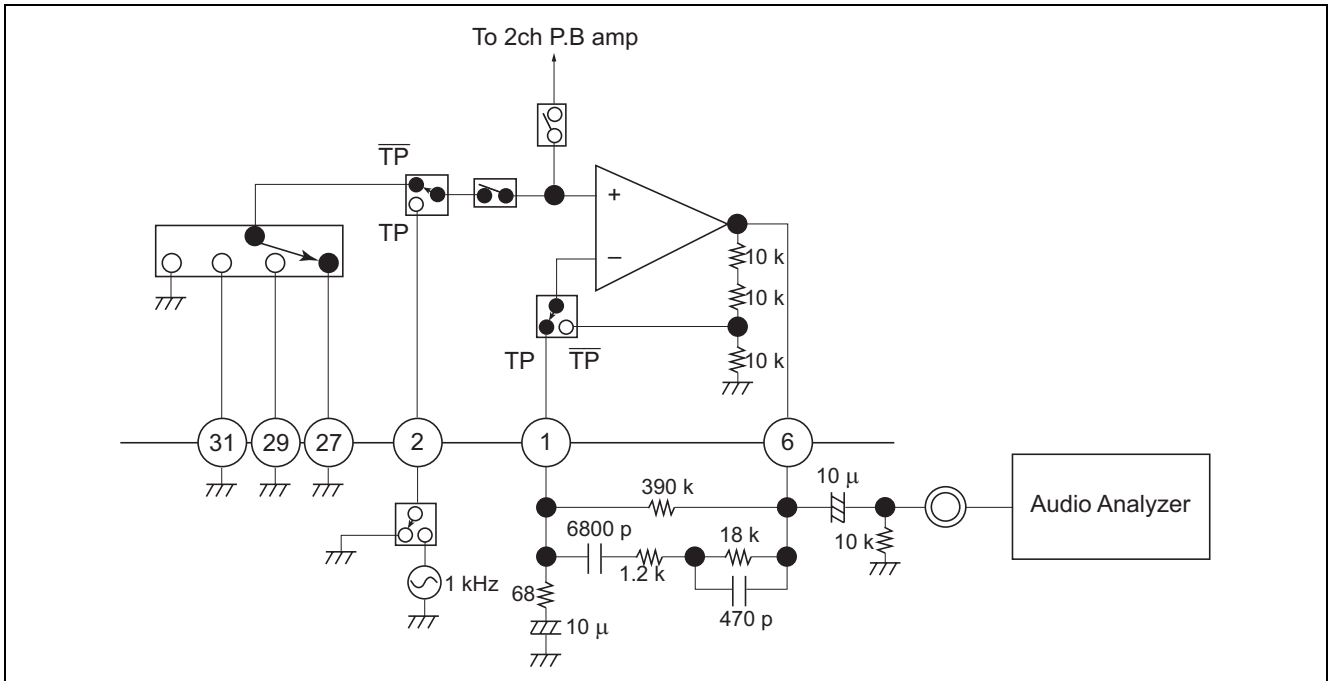 To 2ch P.B amp
TP
TP
+
−
10 k
10 k
10 k
TP
TP
31
29
27
2
1
6
390 k
10 μ
Audio Analyzer
6800 p
18 k
10 k
1.2 k
1 kHz
68
470 p
10 μ